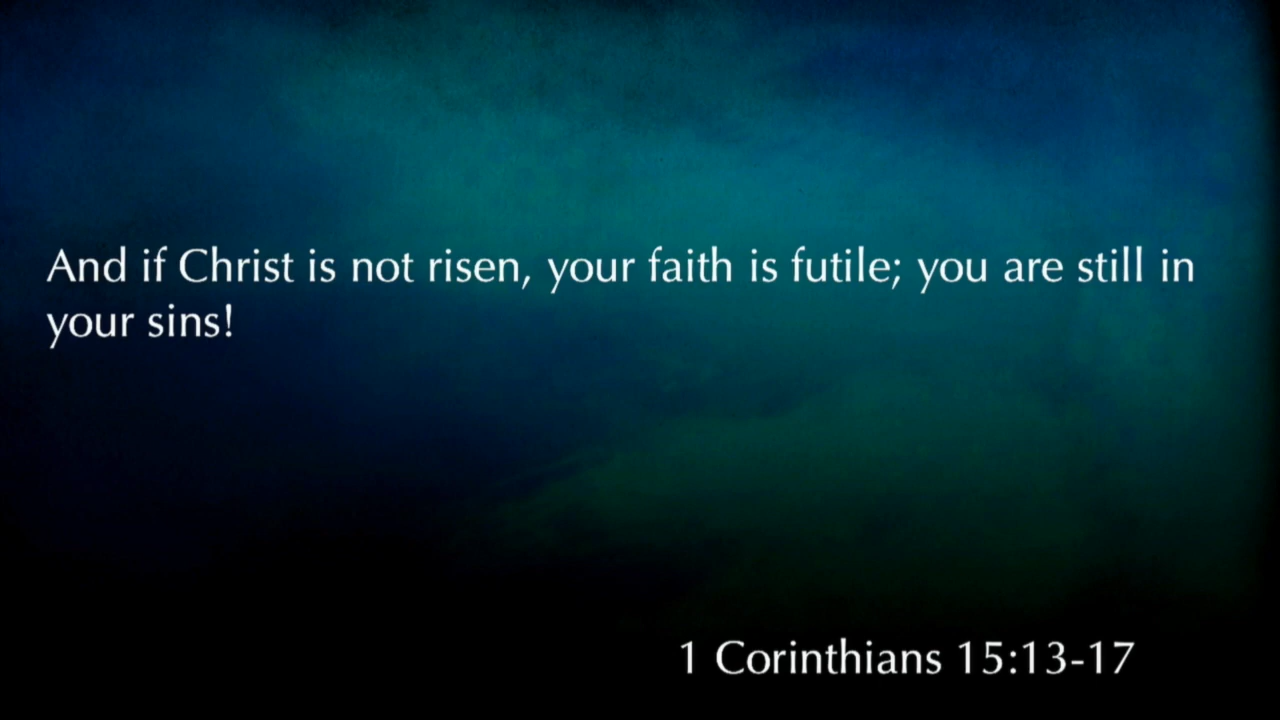 And if Christ is not risen, your faith is futile; you are still in
your sins!
1 Corinthians 15:13-17